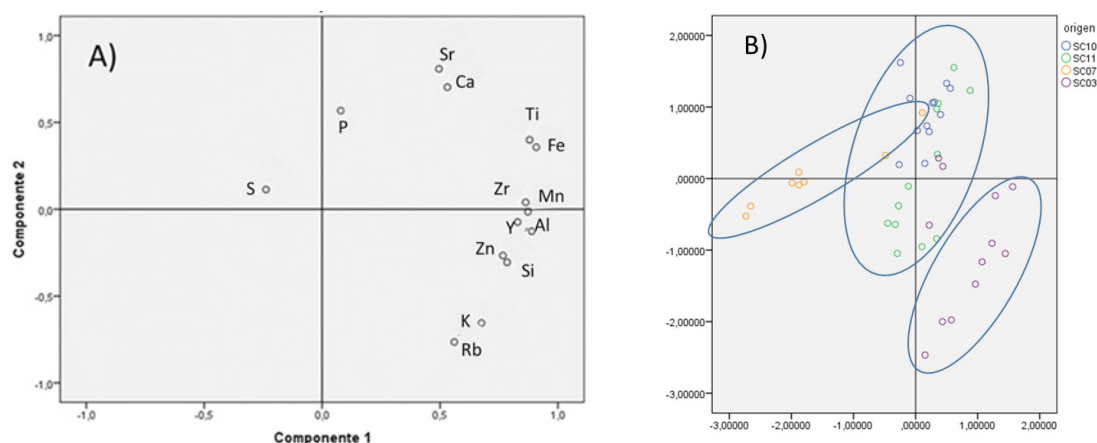 A)
1,0
0,5
0,0
-0,5
-1,0
Componente 2
Sr
Ca
P
Ti
Fe
S
Zr
Mn
Y
Al
Zn
Si
K
Rb
-1,0 -0,5 0,0 0,5 1,0
Componente 1
B)
2,00000
1,00000
,00000
-1,00000
-2,00000
-3,00000
-3,00000 -2,00000 -1,00000 ,00000 1,00000 2,00000
origen
SC10
SC11
SC07
SC03